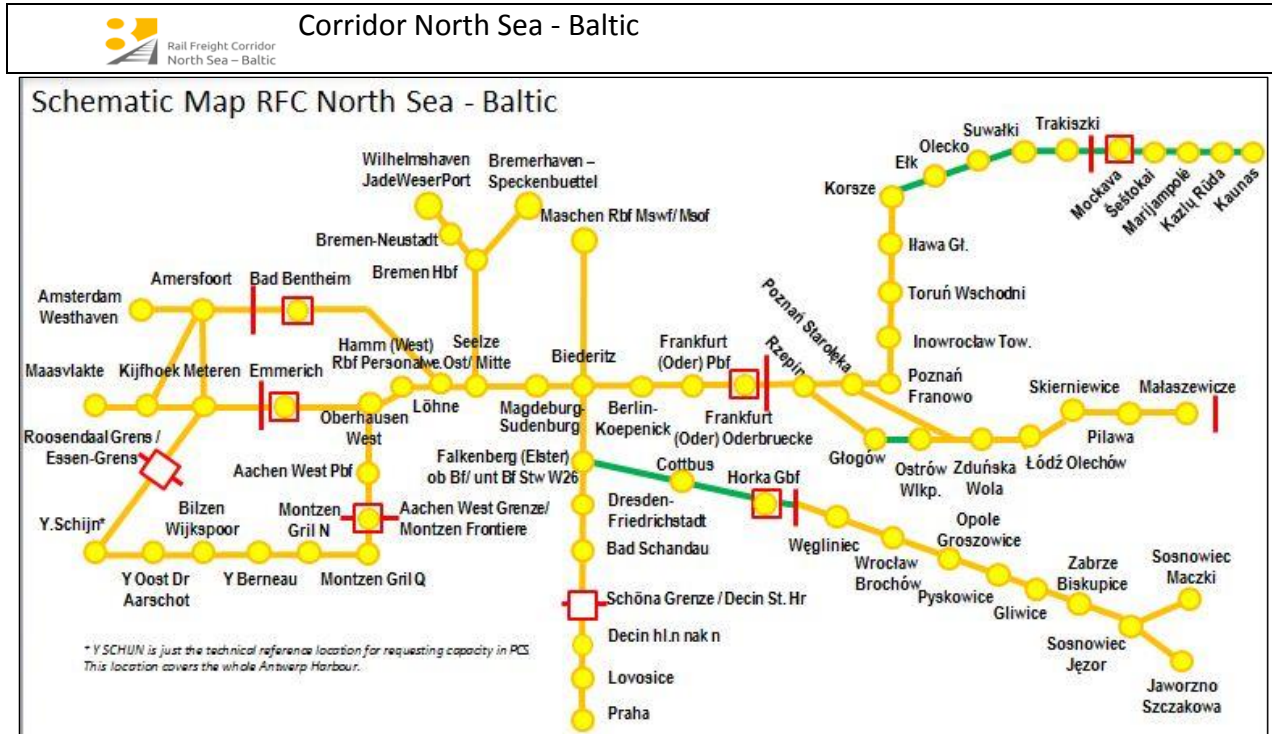 Corridor North Sea - Baltic
Rail Freight Corridor
North Sea – Baltic
Schematic Map RFC North Sea - Baltic
Wilhelmshaven
JadeWeserPort
Bremerhaven –
Speckenbuettel
Maschen Rbf Mswf/ Msof
Bremen-Neustadt
Bremen Hbf
Korsze
Ełk
Olecko
Suwałki
Trakiszki
Mockava
Šeštokai
Marijampolė
Kazlų Rūda
Kaunas
Iława Gł.
Toruń Wschodni
Inowrocław Tow.
Poznań
Franowo
Amsterdam
Westhaven
Amersfoort
Bad Bentheim
Hamm (West)
Rbf Personalwe.
Seelze
Ost/ Mitte
Biederitz
Frankfurt
(Oder) Pbf
Rzepin
Poznań Starołęka
Maasvlakte
Kijfhoek
Meteren
Emmerich
Oberhausen
West
Löhne
Magdeburg-
Sudenburg
Berlin-
Koepenick
Frankfurt
(Oder) Oderbruecke
Głogów
Ostrów
Wlkp.
Zduńska
Wola
Łódź Olechów
Skierniewice
Pilawa
Małaszewicze
Roosendaal Grens /
Essen-Grens
Aachen West Pbf
Falkenberg (Elster)
ob Bf/ unt Bf Stw W26
Cottbus
Horka Gbf
Y.Schijn*
Bilzen
Wijkspoor
Montzen
Gril N
Aachen West Grenze/
Montzen Frontiere
Dresden-
Friedrichstadt
Bad Schandau
Węgliniec
Wrocław
Brochów
Opole
Groszowice
Pyskowice
Gliwice
Zabrze
Biskupice
Sosnowiec
Maczki
Sosnowiec
Jęzor
Jaworzno
Szczakowa
Y Oost Dr
Aarschot
Y Berneau
Montzen Gril Q
Schöna Grenze / Decin St. Hr
Decin hl.n nak n
Lovosice
Praha
* Y SCHIJN is just the technical reference location for requesting capacity in PCS.
This location covers the whole Antwerp Harbour.